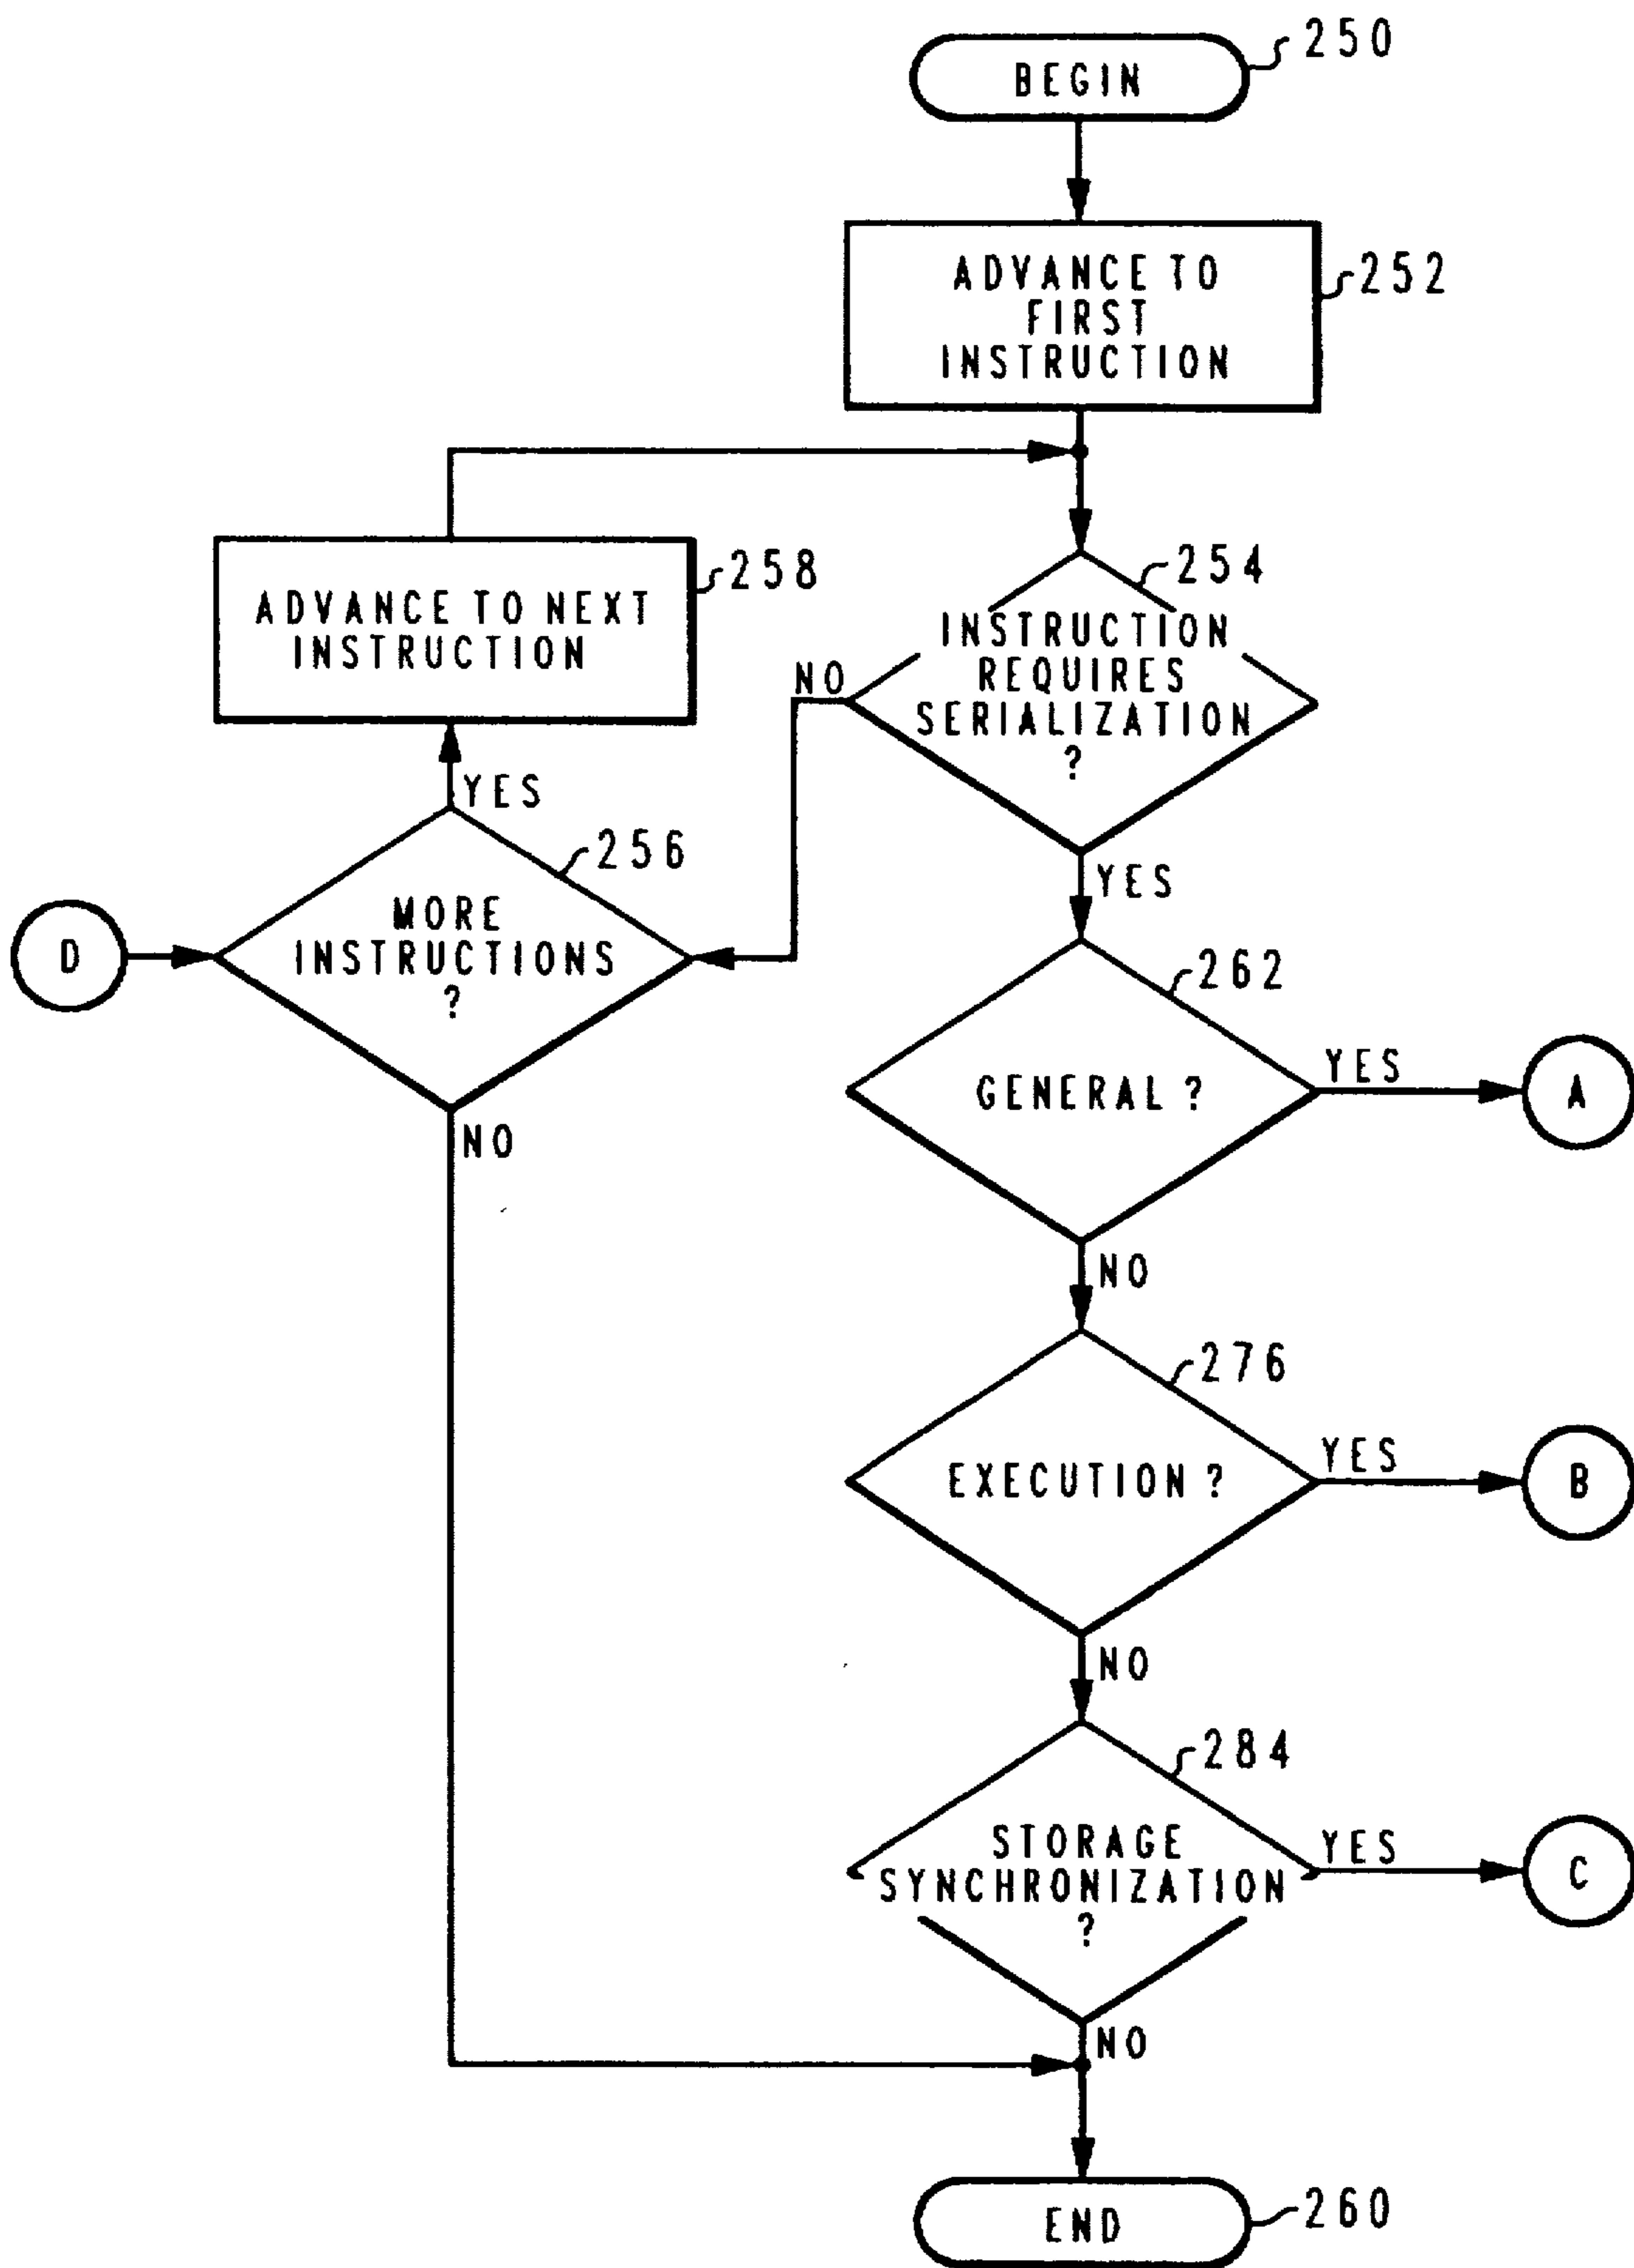 BEGIN
250
ADVANCE TO
FIRST
INSTRUCTION
252
254
INSTRUCTION
REQUIRES
SERIALIZATION
?
NO
YES
258
ADVANCE TO NEXT
INSTRUCTION
YES
256
MORE
INSTRUCTIONS
?
D
NO
262
GENERAL ?
YES
A
NO
276
EXECUTION ?
YES
B
NO
284
STORAGE
SYNCHRONIZATION
?
YES
C
NO
END
260